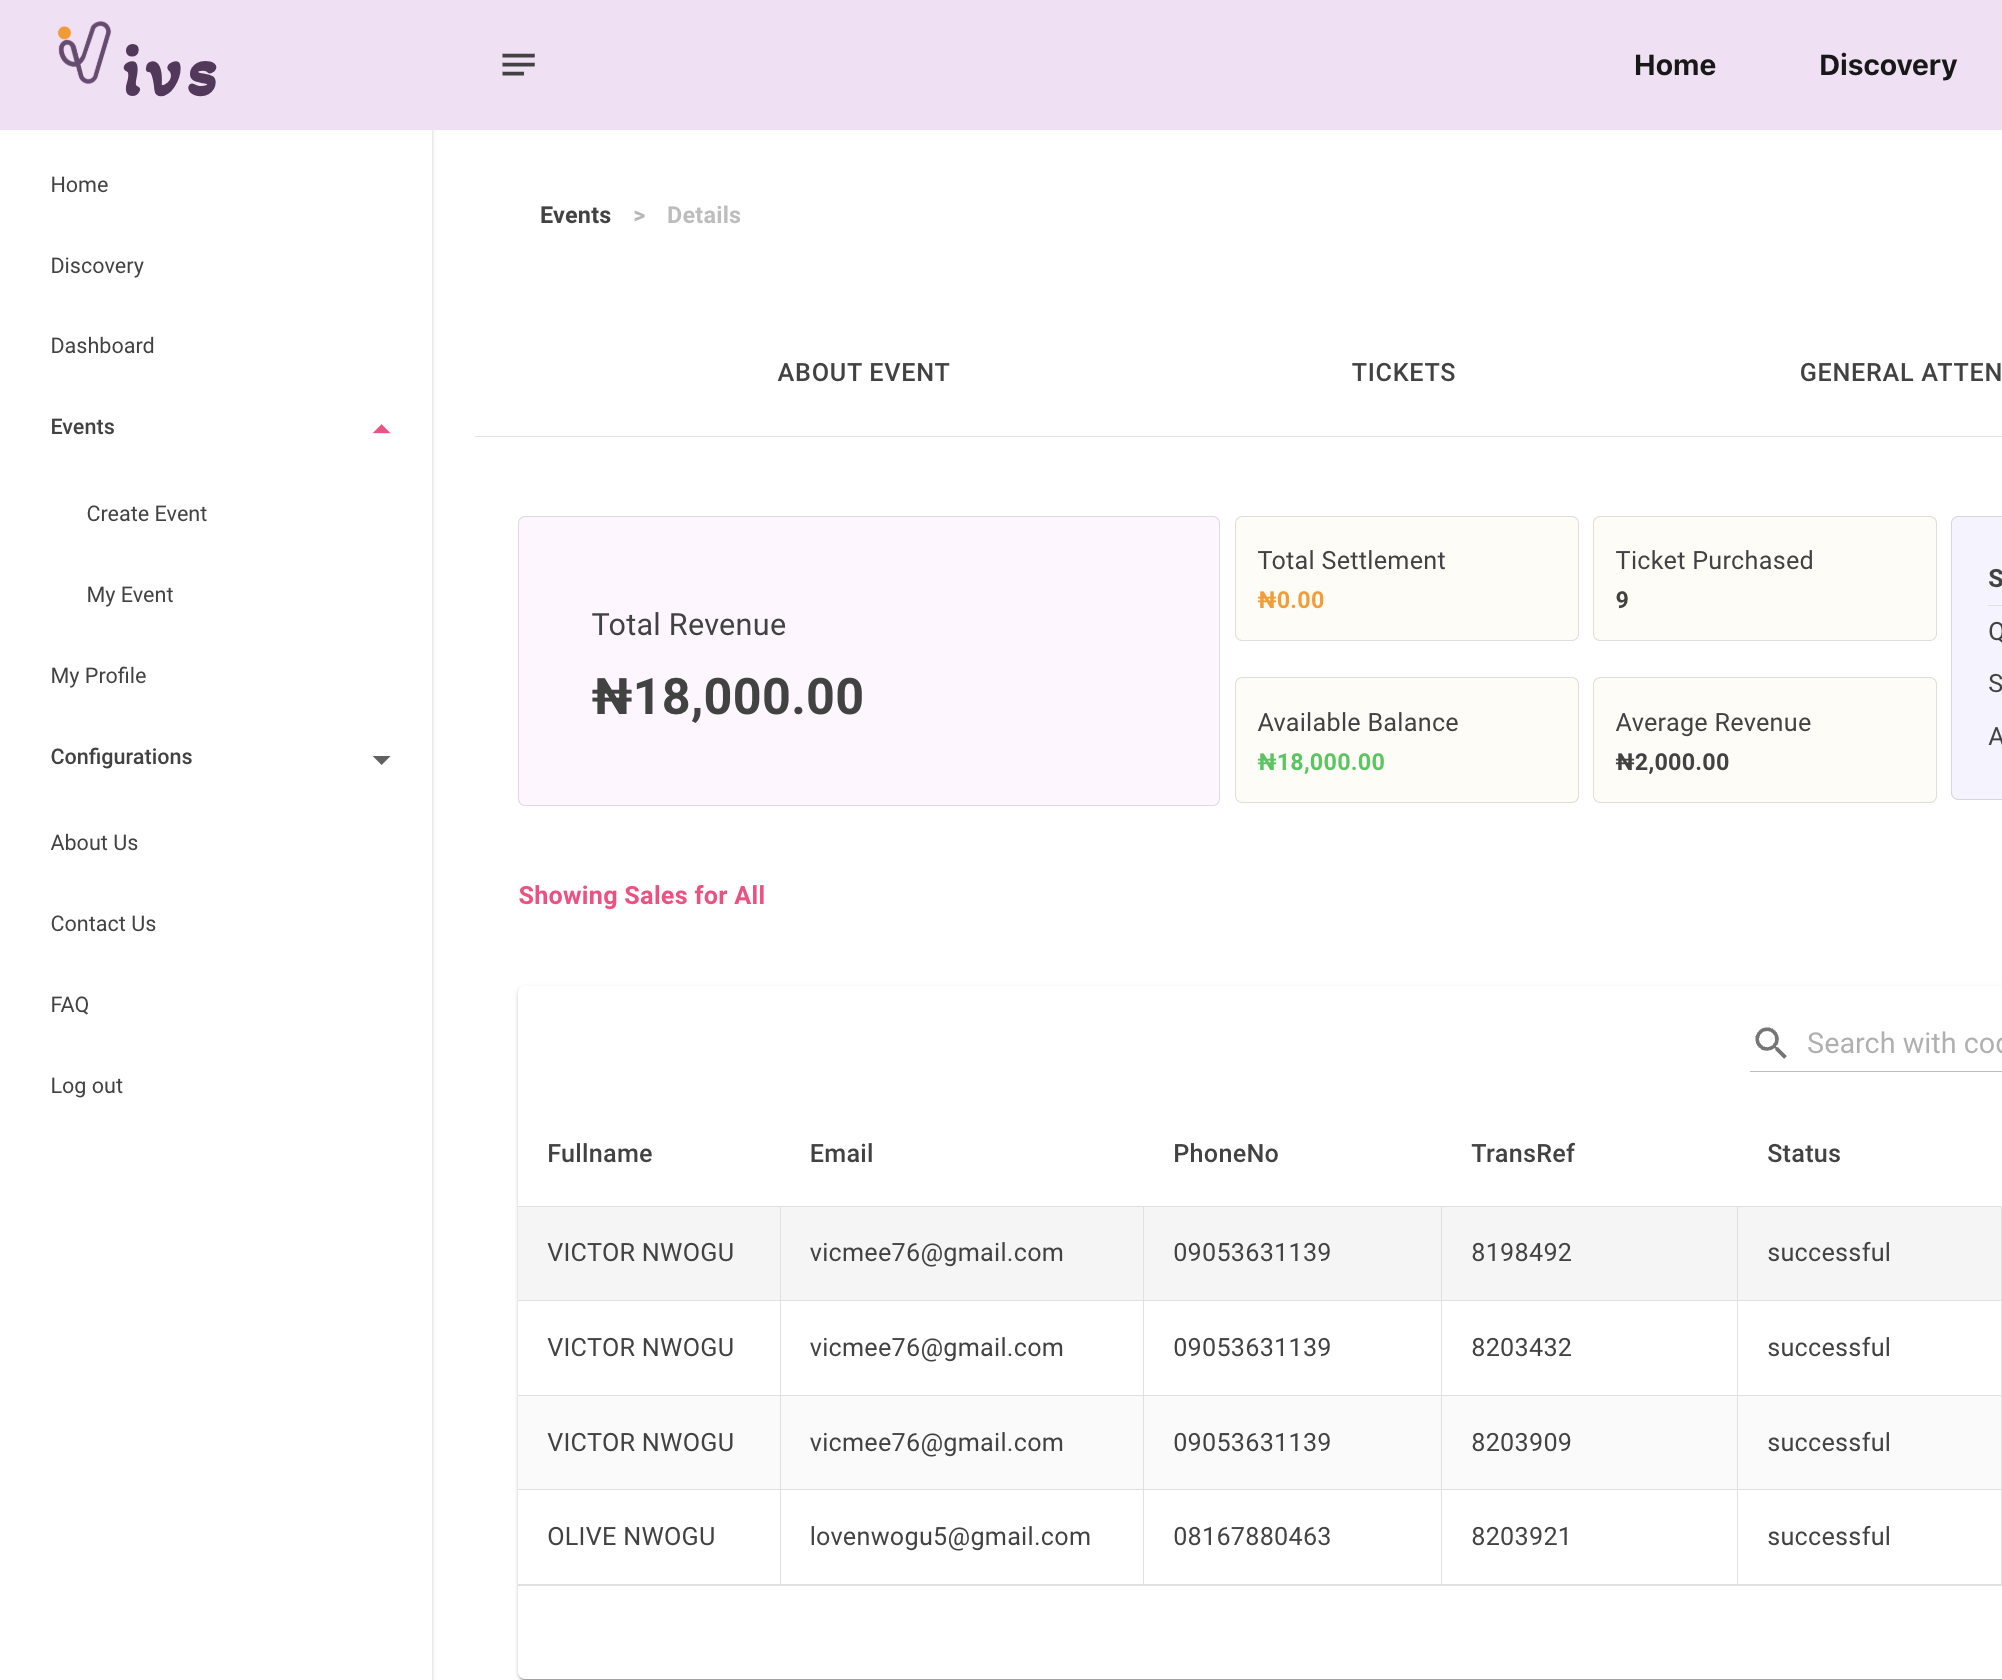 Vivs
Home
Discovery
Home
Discovery
Dashboard
Events
Create Event
My Event
My Profile
Configurations
About Us
Contact Us
FAQ
Log out
Events > Details
ABOUT EVENT
TICKETS
GENERAL ATTEN
Total Revenue
₦18,000.00
Total Settlement
₦0.00
Ticket Purchased
9
Available Balance
₦18,000.00
Average Revenue
₦2,000.00
S
Q
S
A
Showing Sales for All
Search with
Fullname Email PhoneNo TransRef Status
VICTOR NWOGU vicmee76@gmail.com 09053631139 8198492 successful
VICTOR NWOGU vicmee76@gmail.com 09053631139 8203432 successful
VICTOR NWOGU vicmee76@gmail.com 09053631139 8203909 successful
OLIVE NWOGU lovenwogu5@gmail.com 08167880463 8203921 successful